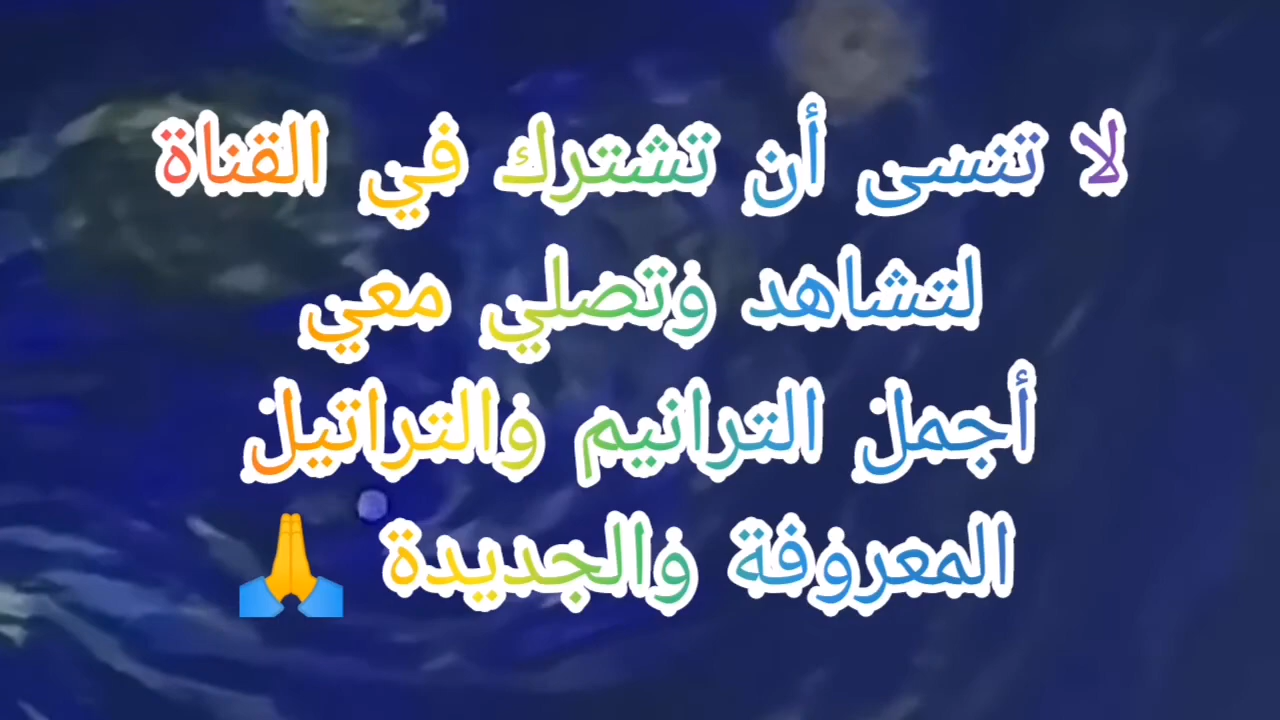 لا تنسى أن تشترك في القناة
لتشاهد وتصلي معي
أجمل الترانيم والتراتيل
المعروفة والجديدة 🙏